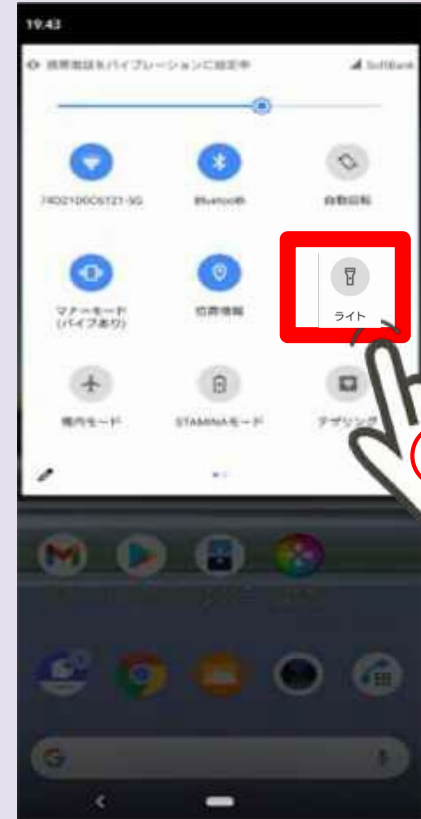 19:43
携帯電話をバイブレーションに設定中
SoftBank
Bluetooth
自動回転
マナーモード
(バイブあり)
位置情報
ライト
機内モード
STAMINAモード
テザリング